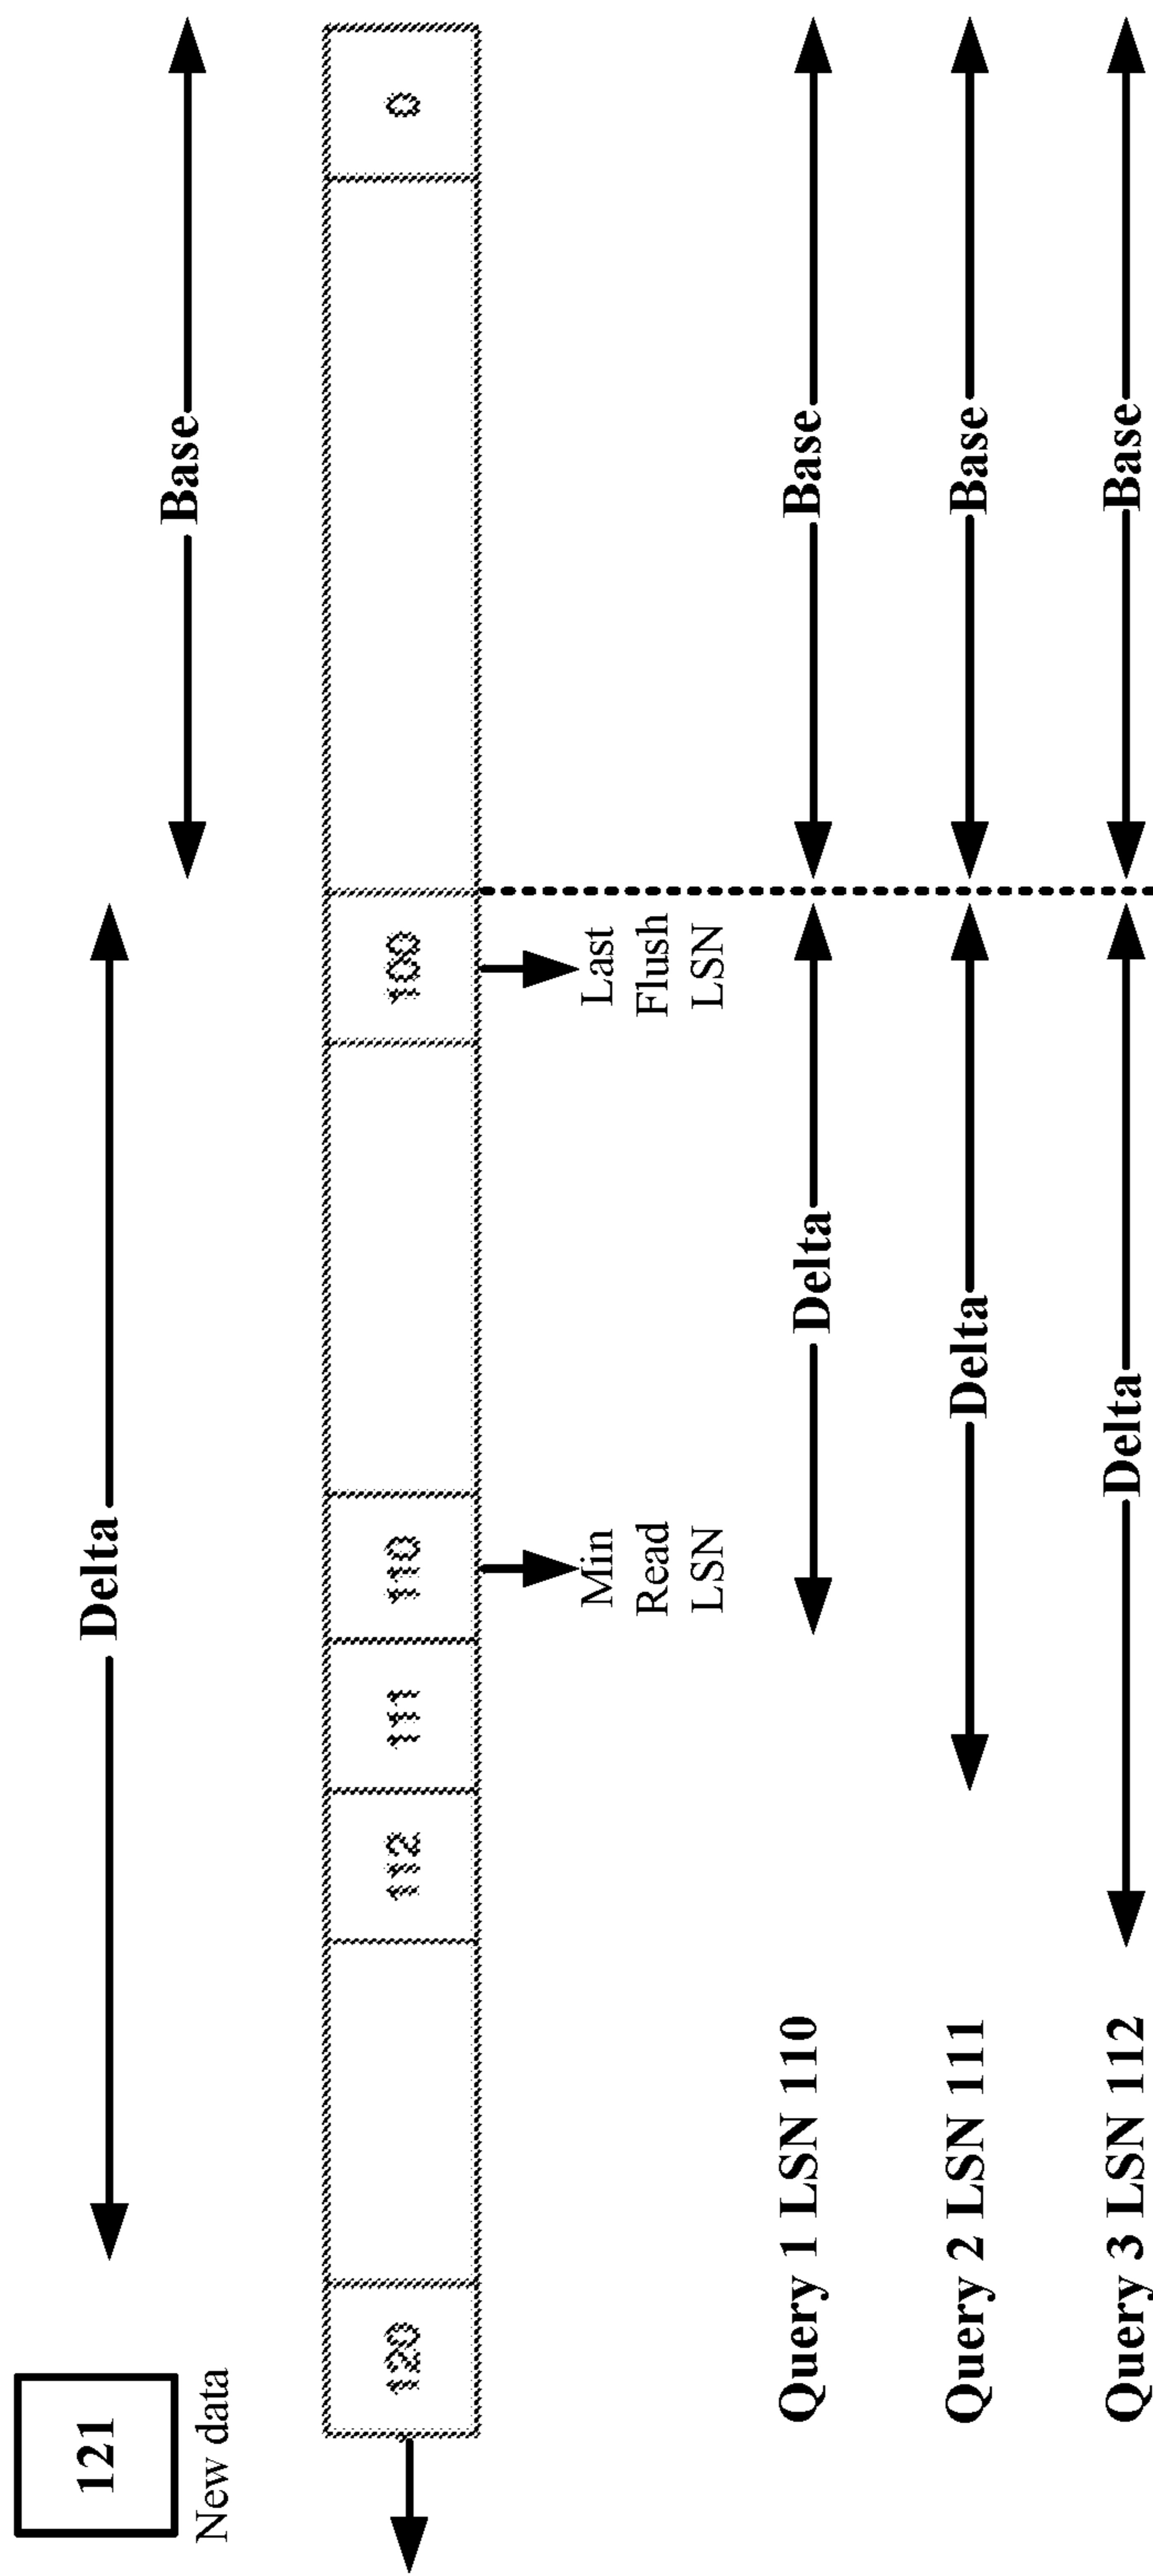 121
New data
Delta
Base
120
112
111
110
100
0
Min
Read
LSN
Last
Flush
LSN
Query 1 LSN 110
Delta
Base
Query 2 LSN 111
Delta
Base
Query 3 LSN 112
Delta
Base